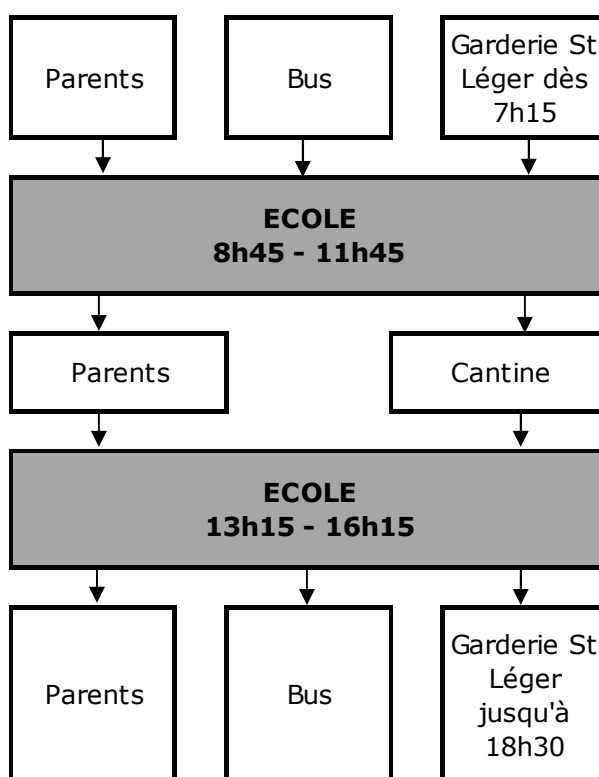 Parents
Bus
Garderie St
Léger dès
7h15
ECOLE
8h45 - 11h45
Parents
Cantine
ECOLE
13h15 - 16h15
Parents
Bus
Garderie St
Léger
jusqu'à
18h30